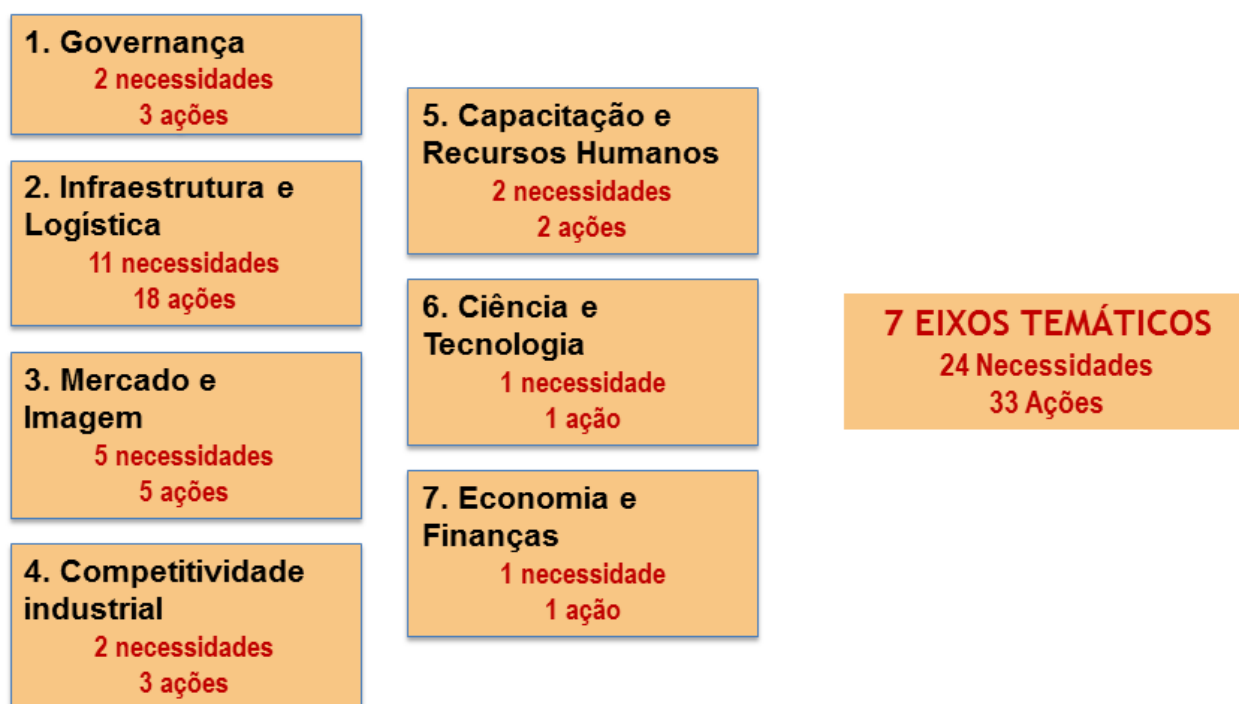 1. Governança
2 necessidades
3 ações
2. Infraestrutura e
Logística
11 necessidades
18 ações
3. Mercado e
Imagem
5 necessidades
5 ações
4. Competitividade
industrial
2 necessidades
3 ações
5. Capacitação e
Recursos Humanos
2 necessidades
2 ações
6. Ciência e
Tecnologia
1 necessidade
1 ação
7. Economia e
Finanças
1 necessidade
1 ação
7 EIXOS TEMÁTICOS
24 Necessidades
33 Ações